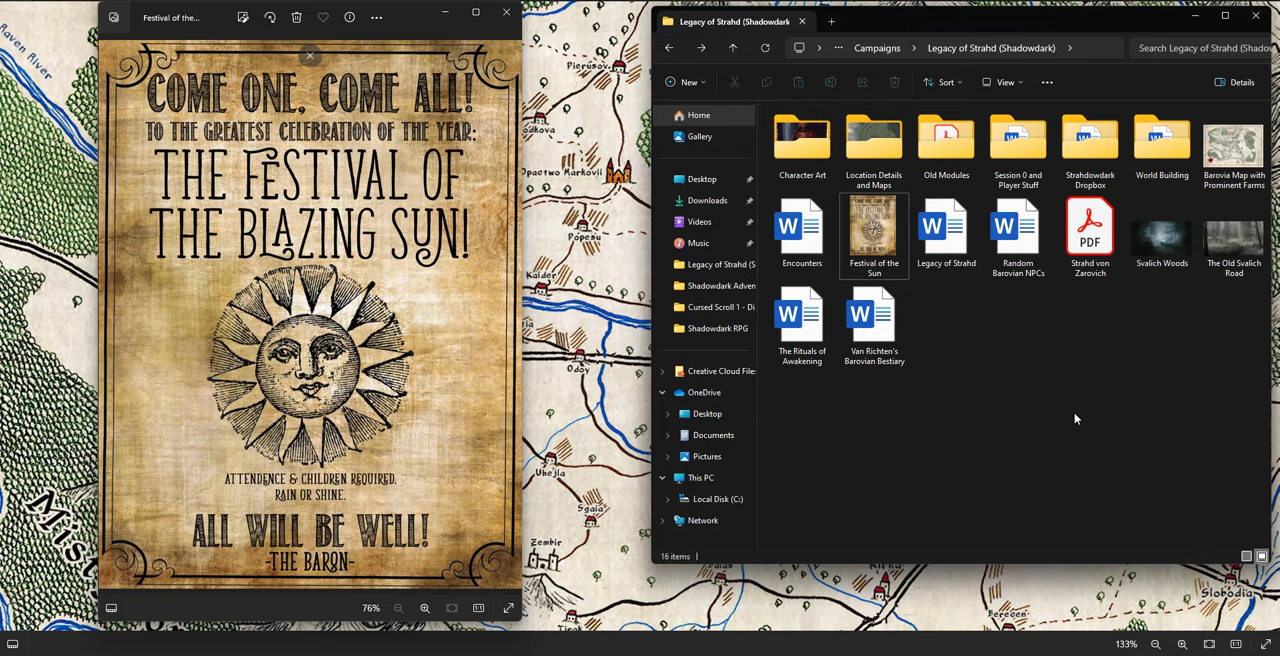 Festival of the...
COME ONE, COME ALL!
TO THE GREATEST CELEBRATION OF THE YEAR:
THE FESTIVAL OF
THE BLAZING SUN!
ATTENDENCE & CHILDREN REQUIRED.
RAIN OR SHINE.
ALL WILL BE WELL!
-THE BARON-
76%
Legacy of Strahd (Shadowdark
Campaigns
Legacy of Strahd (Shadowdark)
Search Legacy of Strahd (Shadow
New
Sort
View
Details
Home
Gallery
Desktop
Downloads
Videos
Music
Legacy of Strahd (S
Shadowdark Adven
Cursed Scroll 1 - Di
Shadowdark RPG
Creative Cloud Files
OneDrive
Desktop
Documents
Pictures
This PC
Local Disk (C:)
Network
Character Art
Location Details
and Maps
Old Modules
Session 0 and
Player Stuff
Strahdowdark
Dropbox
World Building
Barovia Map with
Prominent Farms
Encounters
Festival of the
Sun
Legacy of Strahd
Random
Barovian NPCs
PDF
Strahd von
Zarovich
Svalich Woods
The Old Svalich
Road
The Rituals of
Awakening
Van Richten's
Barovian Bestiary
16 items
Raven River
Pierusov
Opactwo Markovii
Popesu
Kalder
Odoy
Uhejla
Sgaia
Zembir
Mist
Slobodia
133%